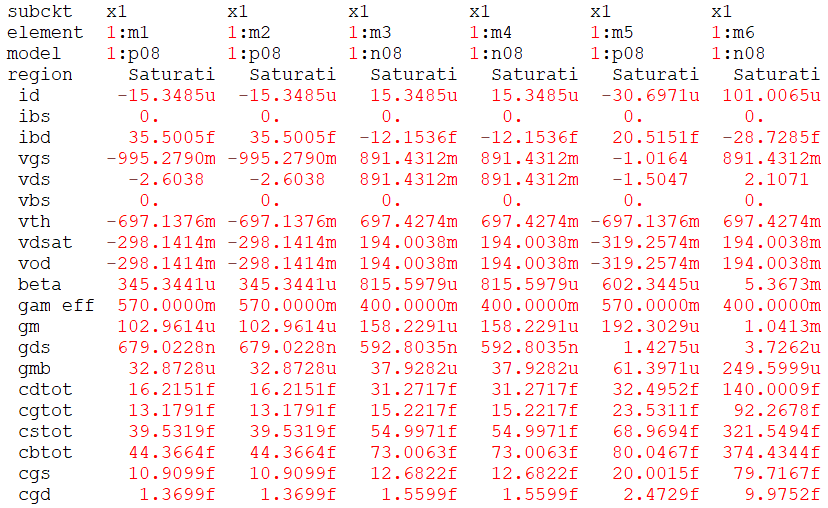 subckt x1 x1 x1 x1 x1 x1
element 1:m1 1:m2 1:m3 1:m4 1:m5 1:m6
model 1:p08 1:p08 1:n08 1:n08 1:p08 1:n08
region Saturati Saturati Saturati Saturati Saturati Saturati
id -15.3485u -15.3485u 15.3485u 15.3485u -30.6971u 101.0065u
ibs 0. 0. 0. 0. 0. 0.
ibd 35.5005f 35.5005f -12.1536f -12.1536f 20.5151f -28.7285f
vgs -995.2790m -995.2790m 891.4312m 891.4312m -1.0164 891.4312m
vds -2.6038 -2.6038 891.4312m 891.4312m -1.5047 2.1071
vbs 0. 0. 0. 0. 0. 0.
vth -697.1376m -697.1376m 697.4274m 697.4274m -697.1376m 697.4274m
vdsat -298.1414m -298.1414m 194.0038m 194.0038m -319.2574m 194.0038m
vod -298.1414m -298.1414m 194.0038m 194.0038m -319.2574m 194.0038m
beta 345.3441u 345.3441u 815.5979u 815.5979u 602.3445u 5.3673m
gam eff 570.0000m 570.0000m 400.0000m 400.0000m 570.0000m 400.0000m
gm 102.9614u 102.9614u 158.2291u 158.2291u 192.3029u 1.0413m
gds 679.0228n 679.0228n 592.8035n 592.8035n 1.4275u 3.7262u
gmb 32.8728u 32.8728u 37.9282u 37.9282u 61.3971u 249.5999u
cdtot 16.2151f 16.2151f 31.2717f 31.2717f 32.4952f 140.0009f
cgtot 13.1791f 13.1791f 15.2217f 15.2217f 23.5311f 92.2678f
cstot 39.5319f 39.5319f 54.9971f 54.9971f 68.9694f 321.5494f
cbtot 44.3664f 44.3664f 73.0063f 73.0063f 80.0467f 374.4344f
cgs 10.9099f 10.9099f 12.6822f 12.6822f 20.0015f 79.7167f
cgd 1.3699f 1.3699f 1.5599f 1.5599f 2.4729f 9.9752f